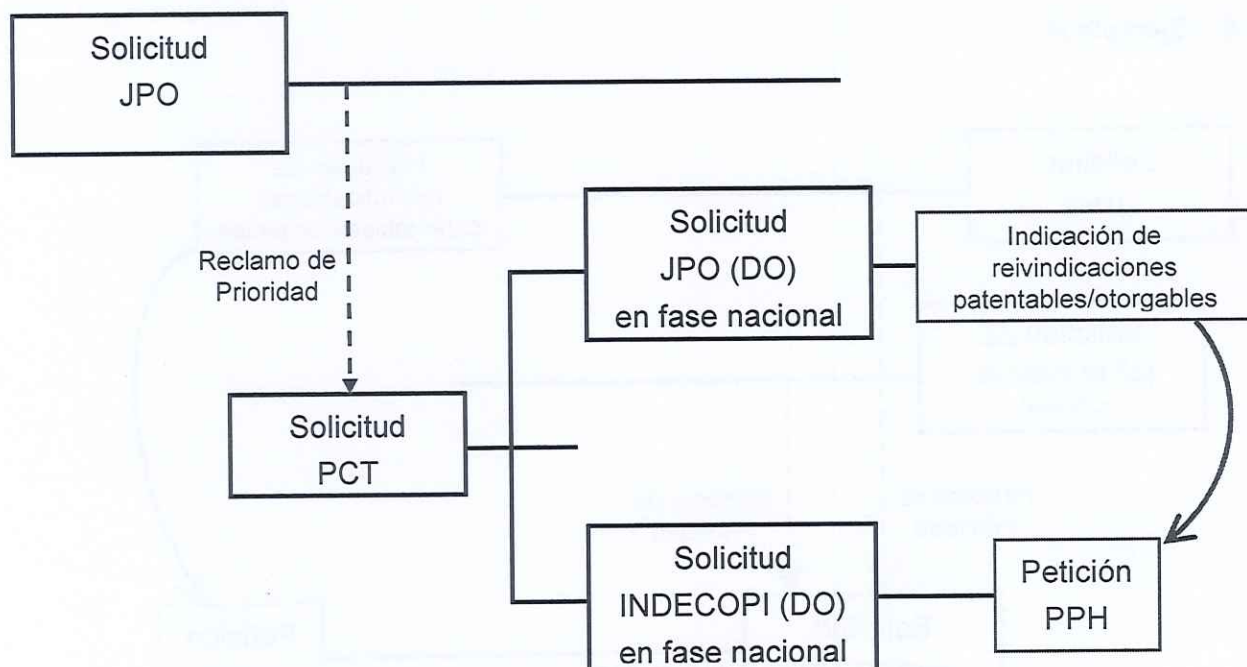 Solicitud
JPO
Reclamo de
Prioridad
Solicitud
PCT
Solicitud
JPO (DO)
en fase nacional
Indicación de
reivindicaciones
patentables/otorgables
Solicitud
INDECOPI (DO)
en fase nacional
Petición
PPH